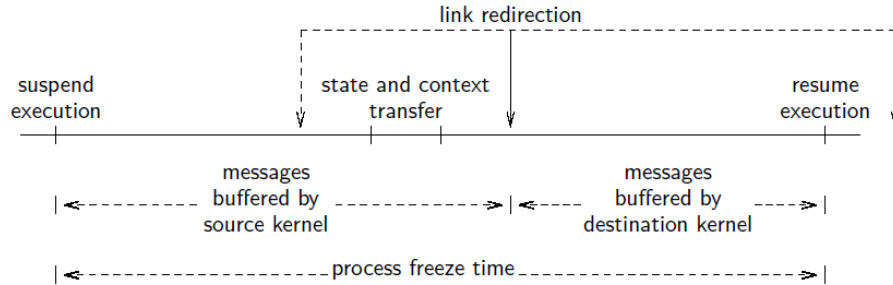 link redirection
suspend
execution
state and context
transfer
resume
execution
messages
buffered by
source kernel
messages
buffered by
destination kernel
process freeze time